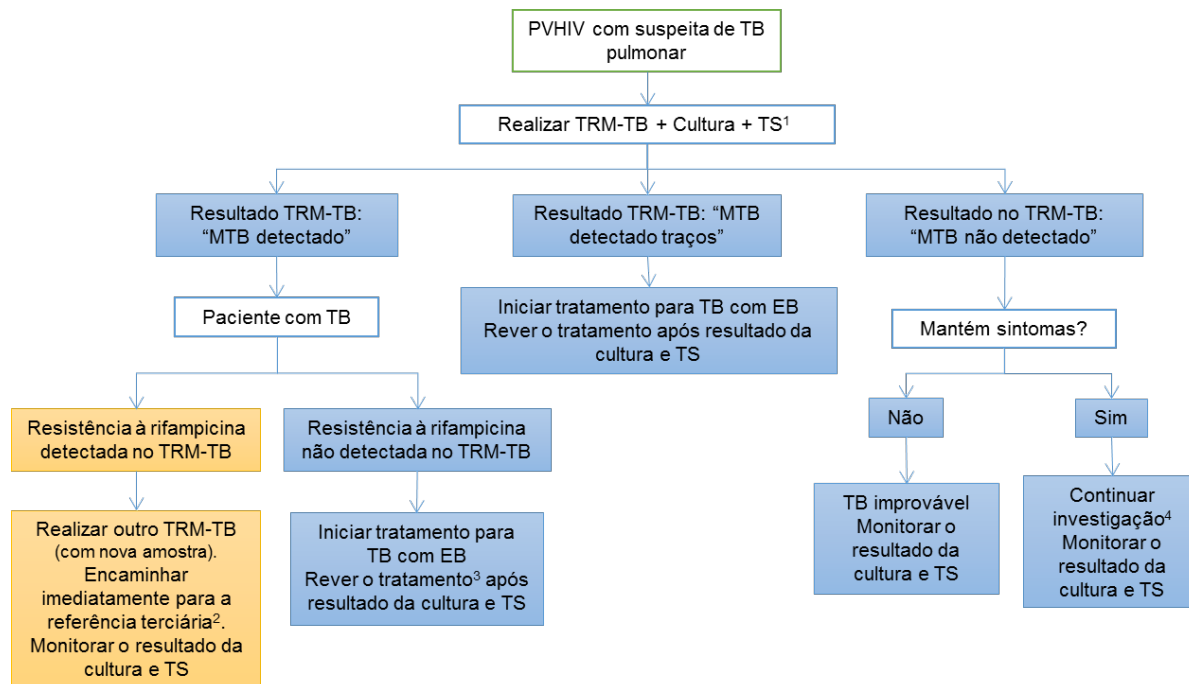 PVHIV com suspeita de TB
pulmonar
Realizar TRM-TB + Cultura + TS¹
Resultado TRM-TB:
“MTB detectado”
Resultado TRM-TB: “MTB
detectado traços”
Resultado no TRM-TB:
“MTB não detectado”
Paciente com TB
Iniciar tratamento para TB com EB
Rever o tratamento após resultado da
cultura e TS
Mantém sintomas?
Resistência à rifampicina
detectada no TRM-TB
Resistência à rifampicina
não detectada no TRM-TB
Não
Sim
Realizar outro TRM-TB
(com nova amostra).
Encaminhar
imediatamente para a
referência terciária².
Monitorar o resultado da
cultura e TS
Iniciar tratamento para
TB com EB
Rever o tratamento³ após
resultado da cultura e TS
TB improvável
Monitorar o
resultado da
cultura e TS
Continuar
investigação⁴
Monitorar o
resultado da
cultura e TS